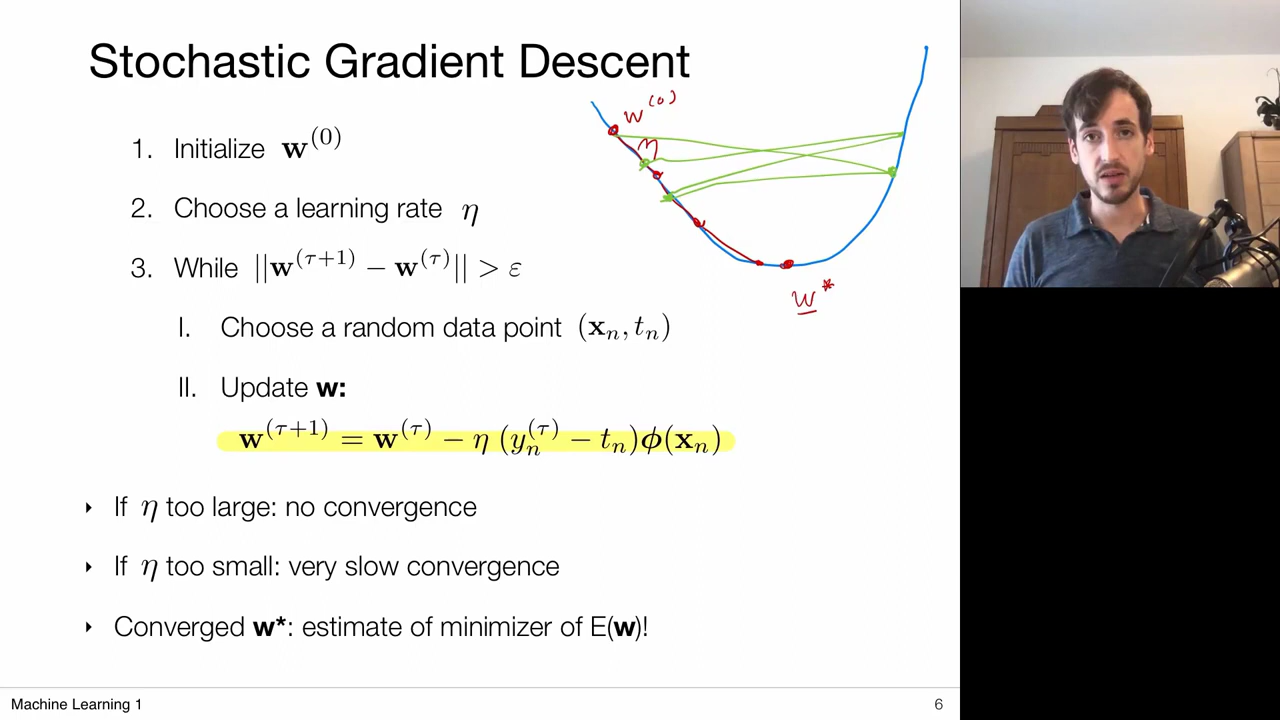 Stochastic Gradient Descent
w^(0)
η
1. Initialize w^(0)
2. Choose a learning rate η
3. While ||w^(τ+1) − w^(τ)|| > ε
w*
I. Choose a random data point (x_n, t_n)
II. Update w:
w^(τ+1) = w^(τ) − η (y_n^(τ) − t_n)ϕ(x_n)
‣ If η too large: no convergence
‣ If η too small: very slow convergence
‣ Converged w*: estimate of minimizer of E(w)!
Machine Learning 1
6